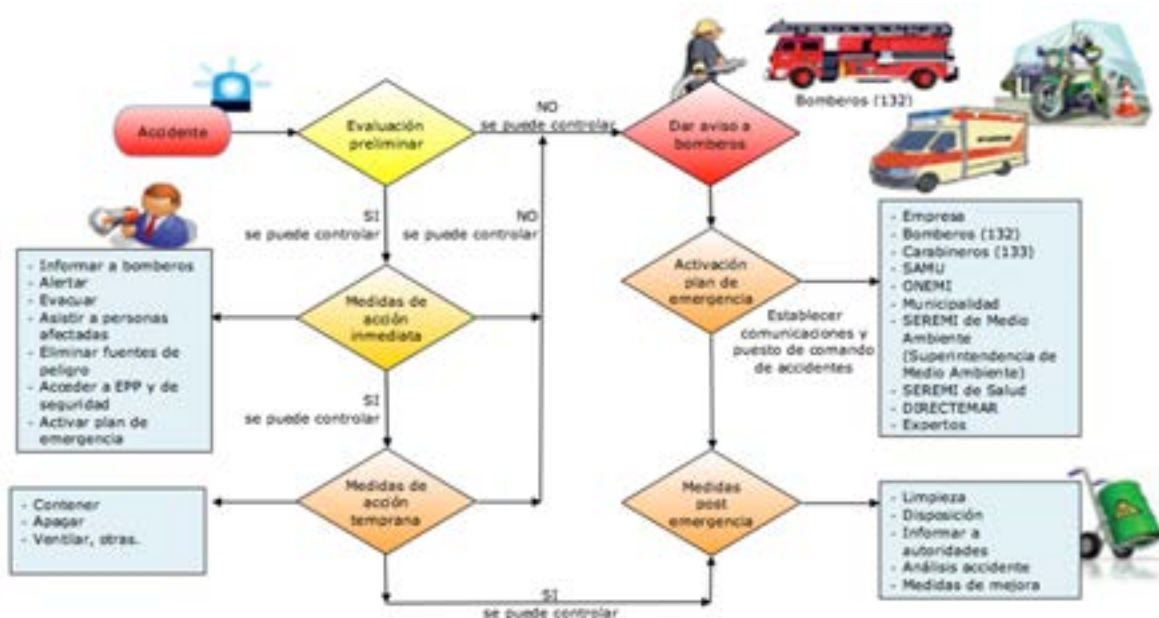 Bomberos (132)
Accidente
Evaluación
preliminar
NO
se puede controlar
Dar aviso a
bomberos
SI
se puede controlar
NO
se puede controlar
- Informar a bomberos
- Alertar
- Evacuar
- Asistir a personas
afectadas
- Eliminar fuentes de
peligro
- Acceder a EPP y de
seguridad
- Activar plan de
emergencia
Medidas de
acción
inmediata
Activación
plan de
emergencia
Establecer
comunicaciones y
puesto de comando
de accidentes
- Empresa
- Bomberos (132)
- Carabineros (133)
- SAMU
- ONEMI
- Municipalidad
- SEREMI de Medio
Ambiente
(Superintendencia de
Medio Ambiente)
- SEREMI de Salud
- DIRECTEMAR
- Expertos
SI
se puede controlar
- Contener
- Apagar
- Ventilar, otras.
Medidas de
acción
temprana
Medidas
post
emergencia
- Limpieza
- Disposición
- Informar a
autoridades
- Análisis accidente
- Medidas de mejora
SI
se puede controlar